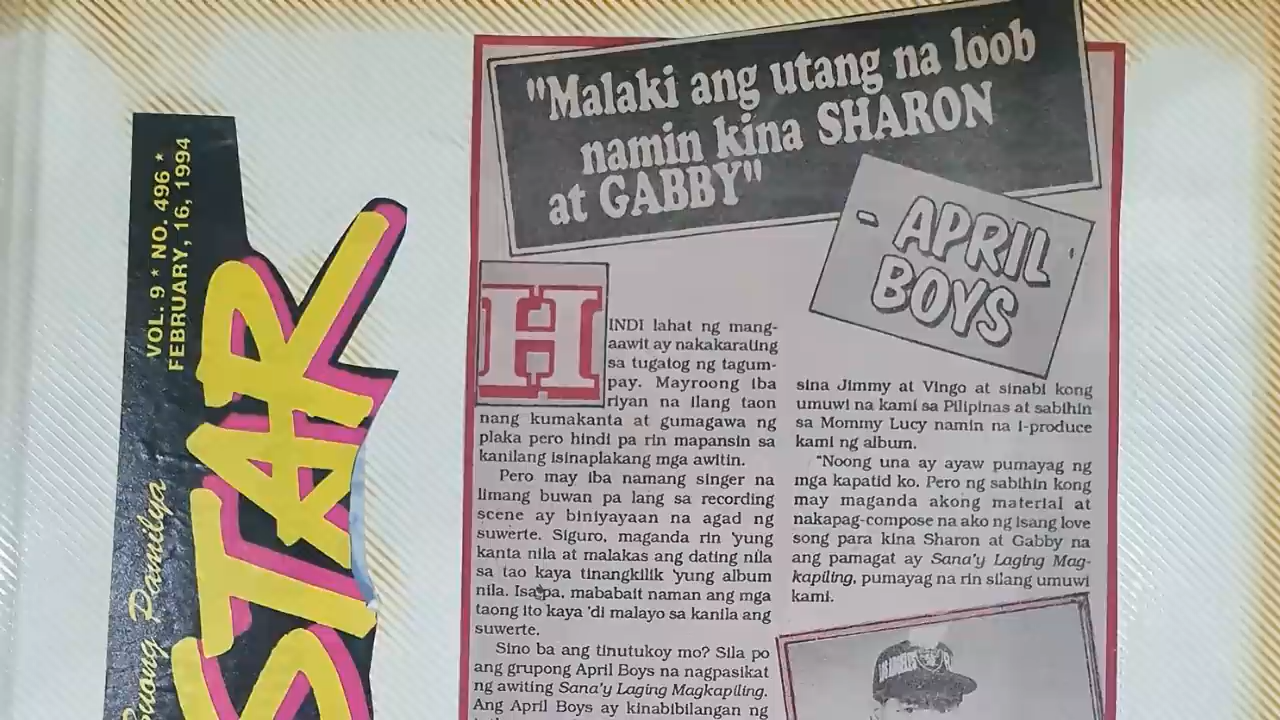 VOL. 9 * NO. 496 *
FEBRUARY, 16, 1994
STAR
Pamilya
"Malaki ang utang na loob
namin kina SHARON
at GABBY"
- APRIL
BOYS
HINDI lahat ng mang-
aawit ay nakakarating
sa tugatog ng tagum-
pay. Mayroong iba
riyan na ilang taon
nang kumakanta at gumagawa ng
plaka pero hindi pa rin mapansin sa
kanilang isinaplakang mga awitin.
Pero may iba namang singer na
limang buwan pa lang sa recording
scene ay biniyayaan na agad ng
suwerte. Siguro, maganda rin 'yung
kanta nila at malakas ang dating nila
sa tao kaya tinangkilik 'yung album
nila. Isa pa, mababait naman ang mga
taong ito kaya 'di malayo sa kanila ang
suwerte.
Sino ba ang tinutukoy mo? Sila po
ang grupong April Boys na nagpasikat
ng awiting Sana'y Laging Magkapiling.
Ang April Boys ay kinabibilangan ng
sina Jimmy at Vingo at sinabi kong
umuwi na kami sa Pilipinas at sabihin
sa Mommy Lucy namin na i-produce
kami ng album.
"Noong una ay ayaw pumayag ng
mga kapatid ko. Pero ng sabihin kong
may maganda akong material at
nakapag-compose na ako ng isang love
song para kina Sharon at Gabby na
ang pamagat ay Sana'y Laging Mag-
kapiling, pumayag na rin silang umuwi
kami.